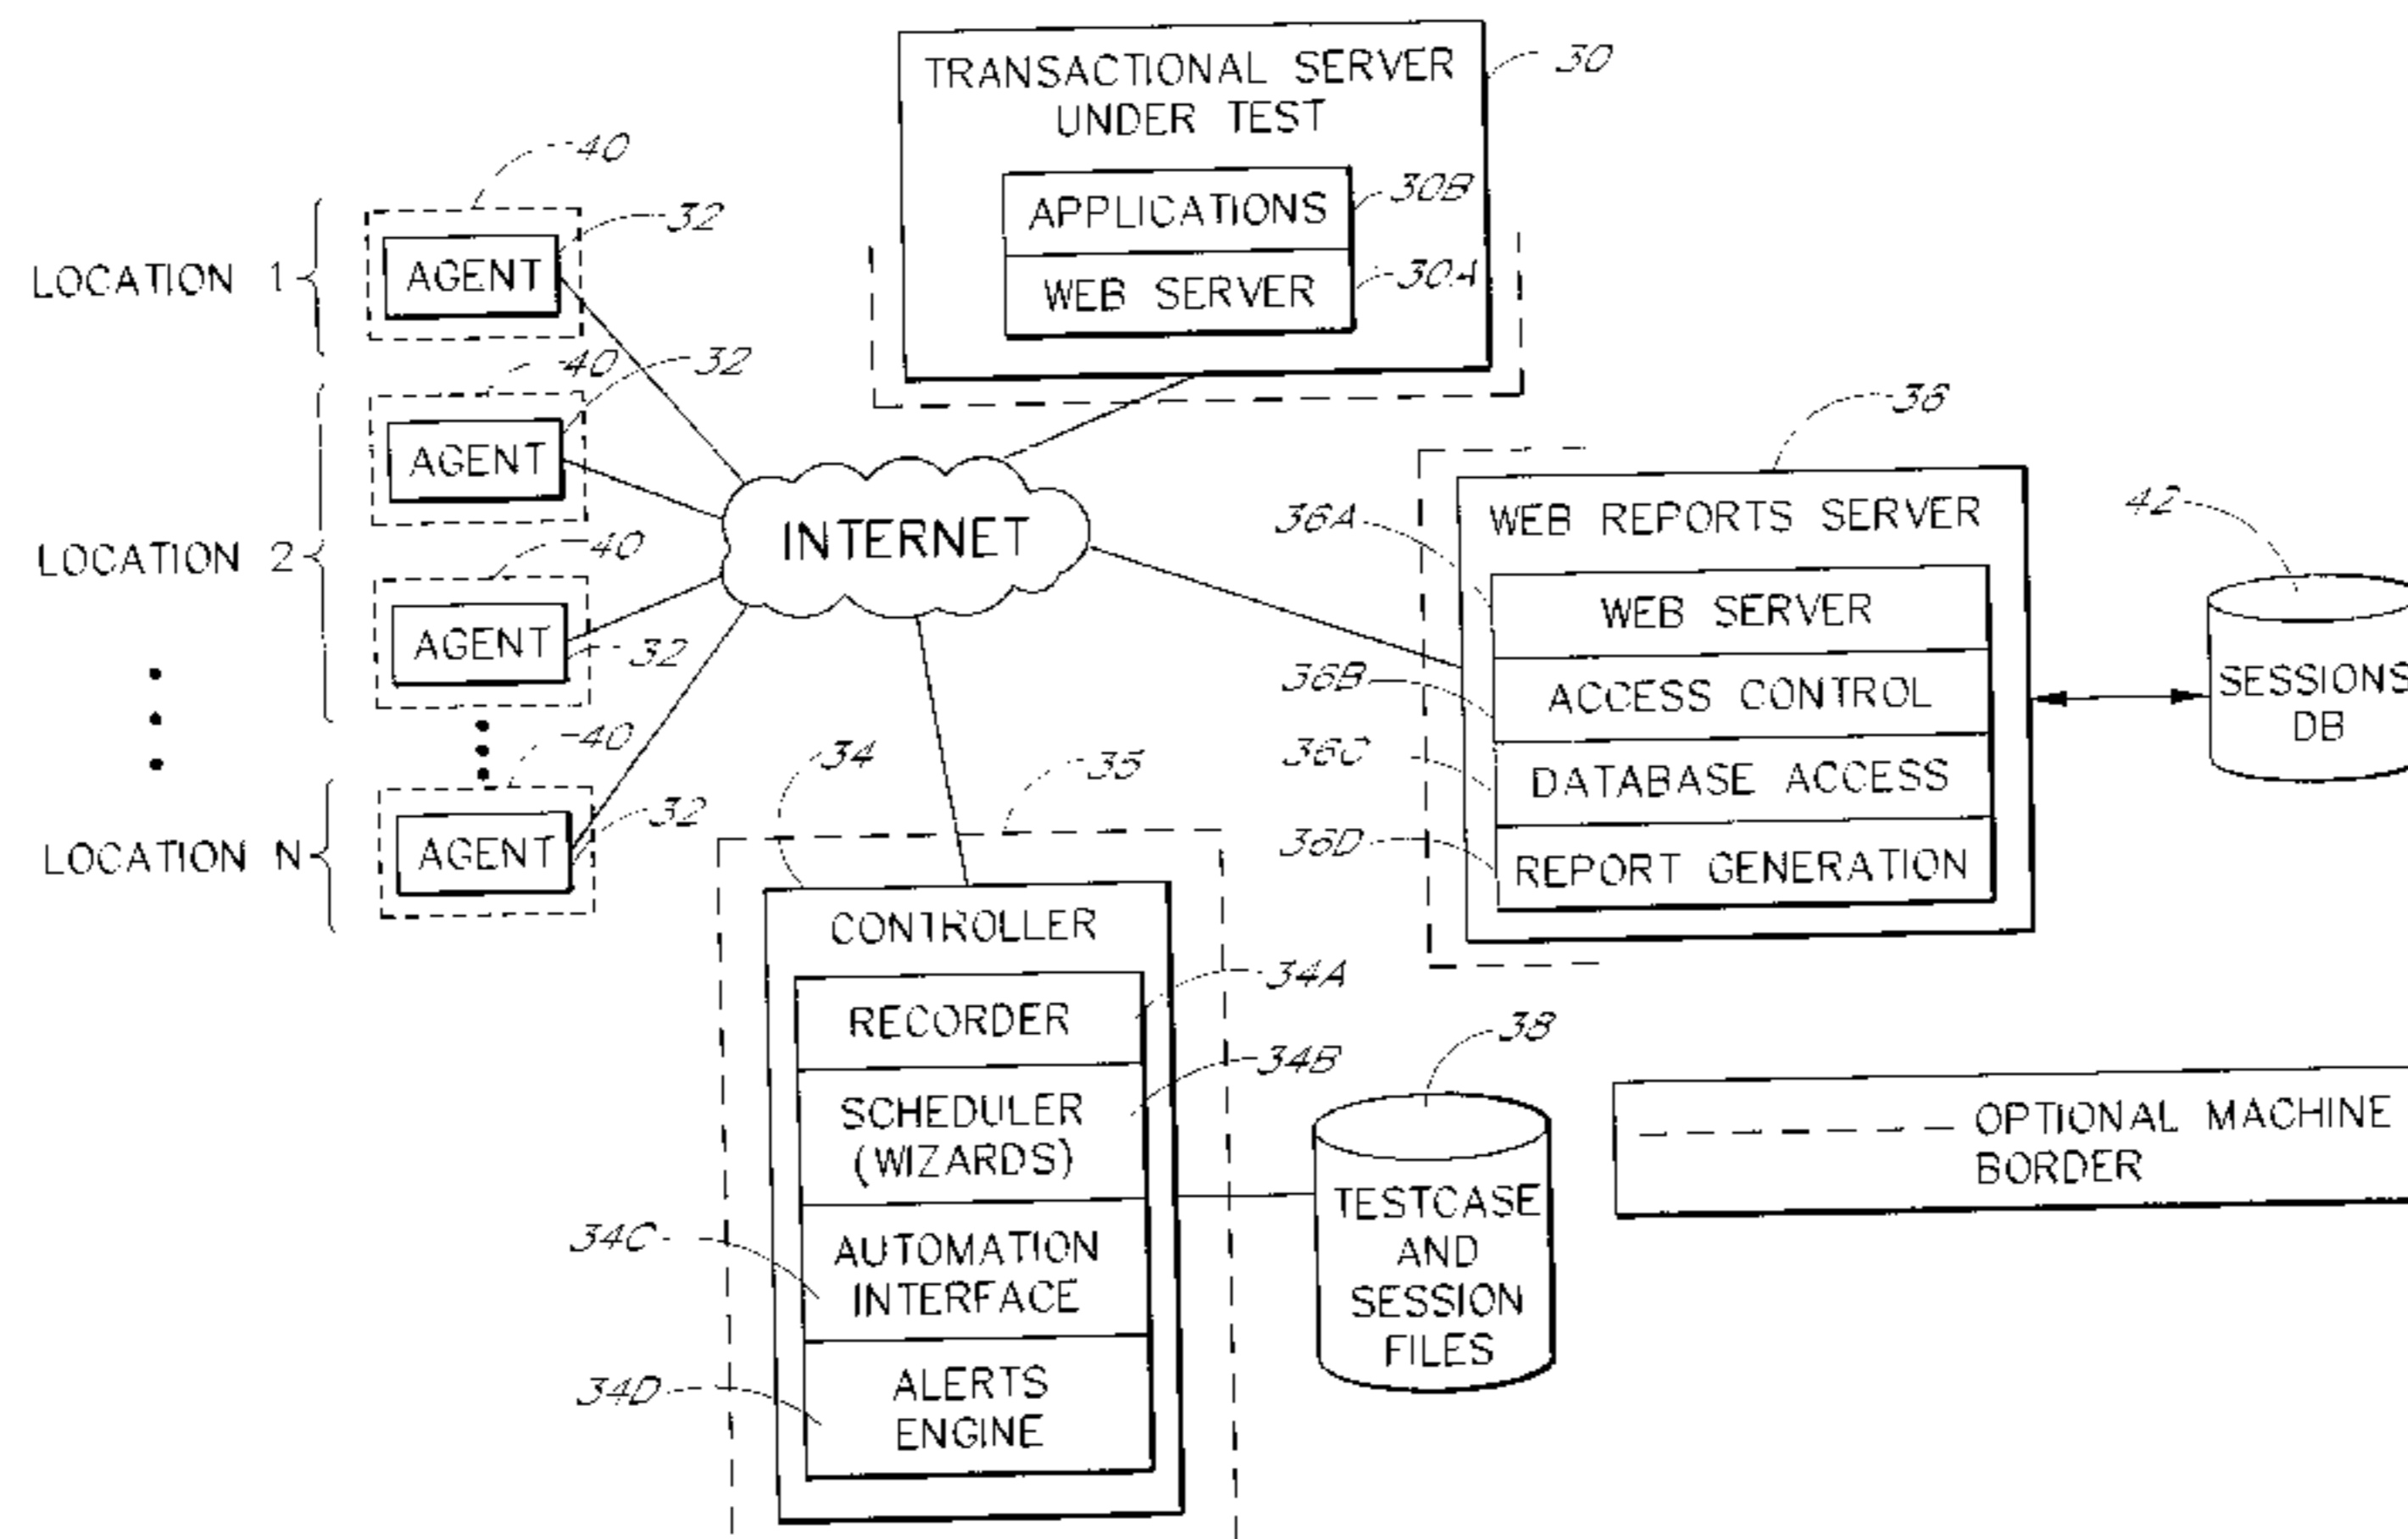 TRANSACTIONAL SERVER
UNDER TEST
30
APPLICATIONS
30B
WEB SERVER
30A
LOCATION 1
40
32
AGENT
LOCATION 2
40
32
AGENT
40
AGENT
32
LOCATION N
40
32
AGENT
INTERNET
36
WEB REPORTS SERVER
36A
WEB SERVER
36B
ACCESS CONTROL
36C
DATABASE ACCESS
36D
REPORT GENERATION
42
SESSIONS
DB
34
35
CONTROLLER
RECORDER
34A
SCHEDULER
(WIZARDS)
34B
34C
AUTOMATION
INTERFACE
34D
ALERTS
ENGINE
38
TESTCASE
AND
SESSION
FILES
OPTIONAL MACHINE
BORDER